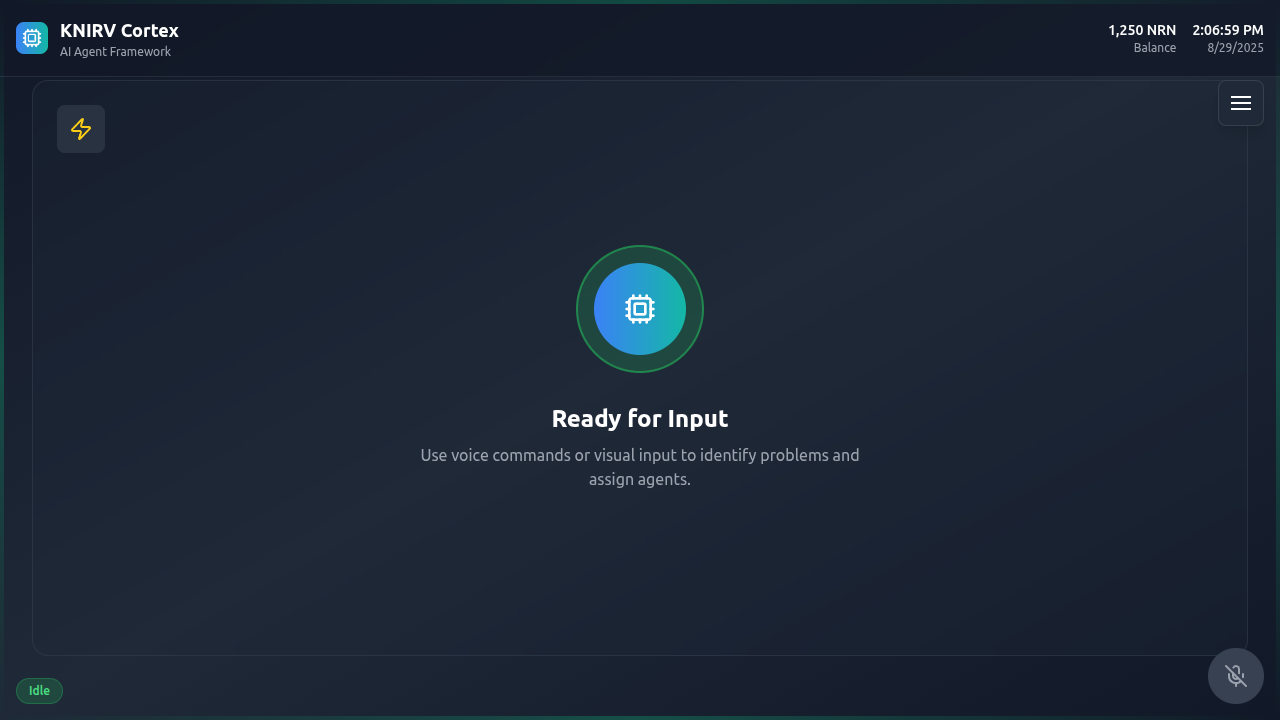 KNIRV Cortex
AI Agent Framework
1,250 NRN
Balance
2:06:59 PM
8/29/2025
Ready for Input
Use voice commands or visual input to identify problems and
assign agents.
Idle